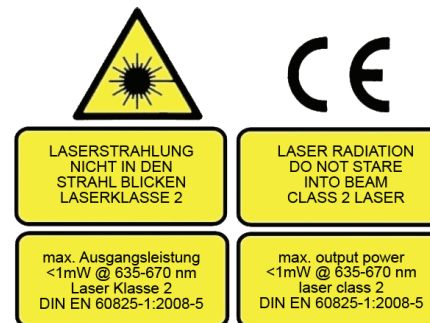 CE
LASERSTRAHLUNG
NICHT IN DEN
STRAHL BLICKEN
LASERKLASSE 2
LASER RADIATION
DO NOT STARE
INTO BEAM
CLASS 2 LASER
max. Ausgangsleistung
<1mW @ 635-670 nm
Laser Klasse 2
DIN EN 60825-1:2008-5
max. output power
<1mW @ 635-670 nm
laser class 2
DIN EN 60825-1:2008-5